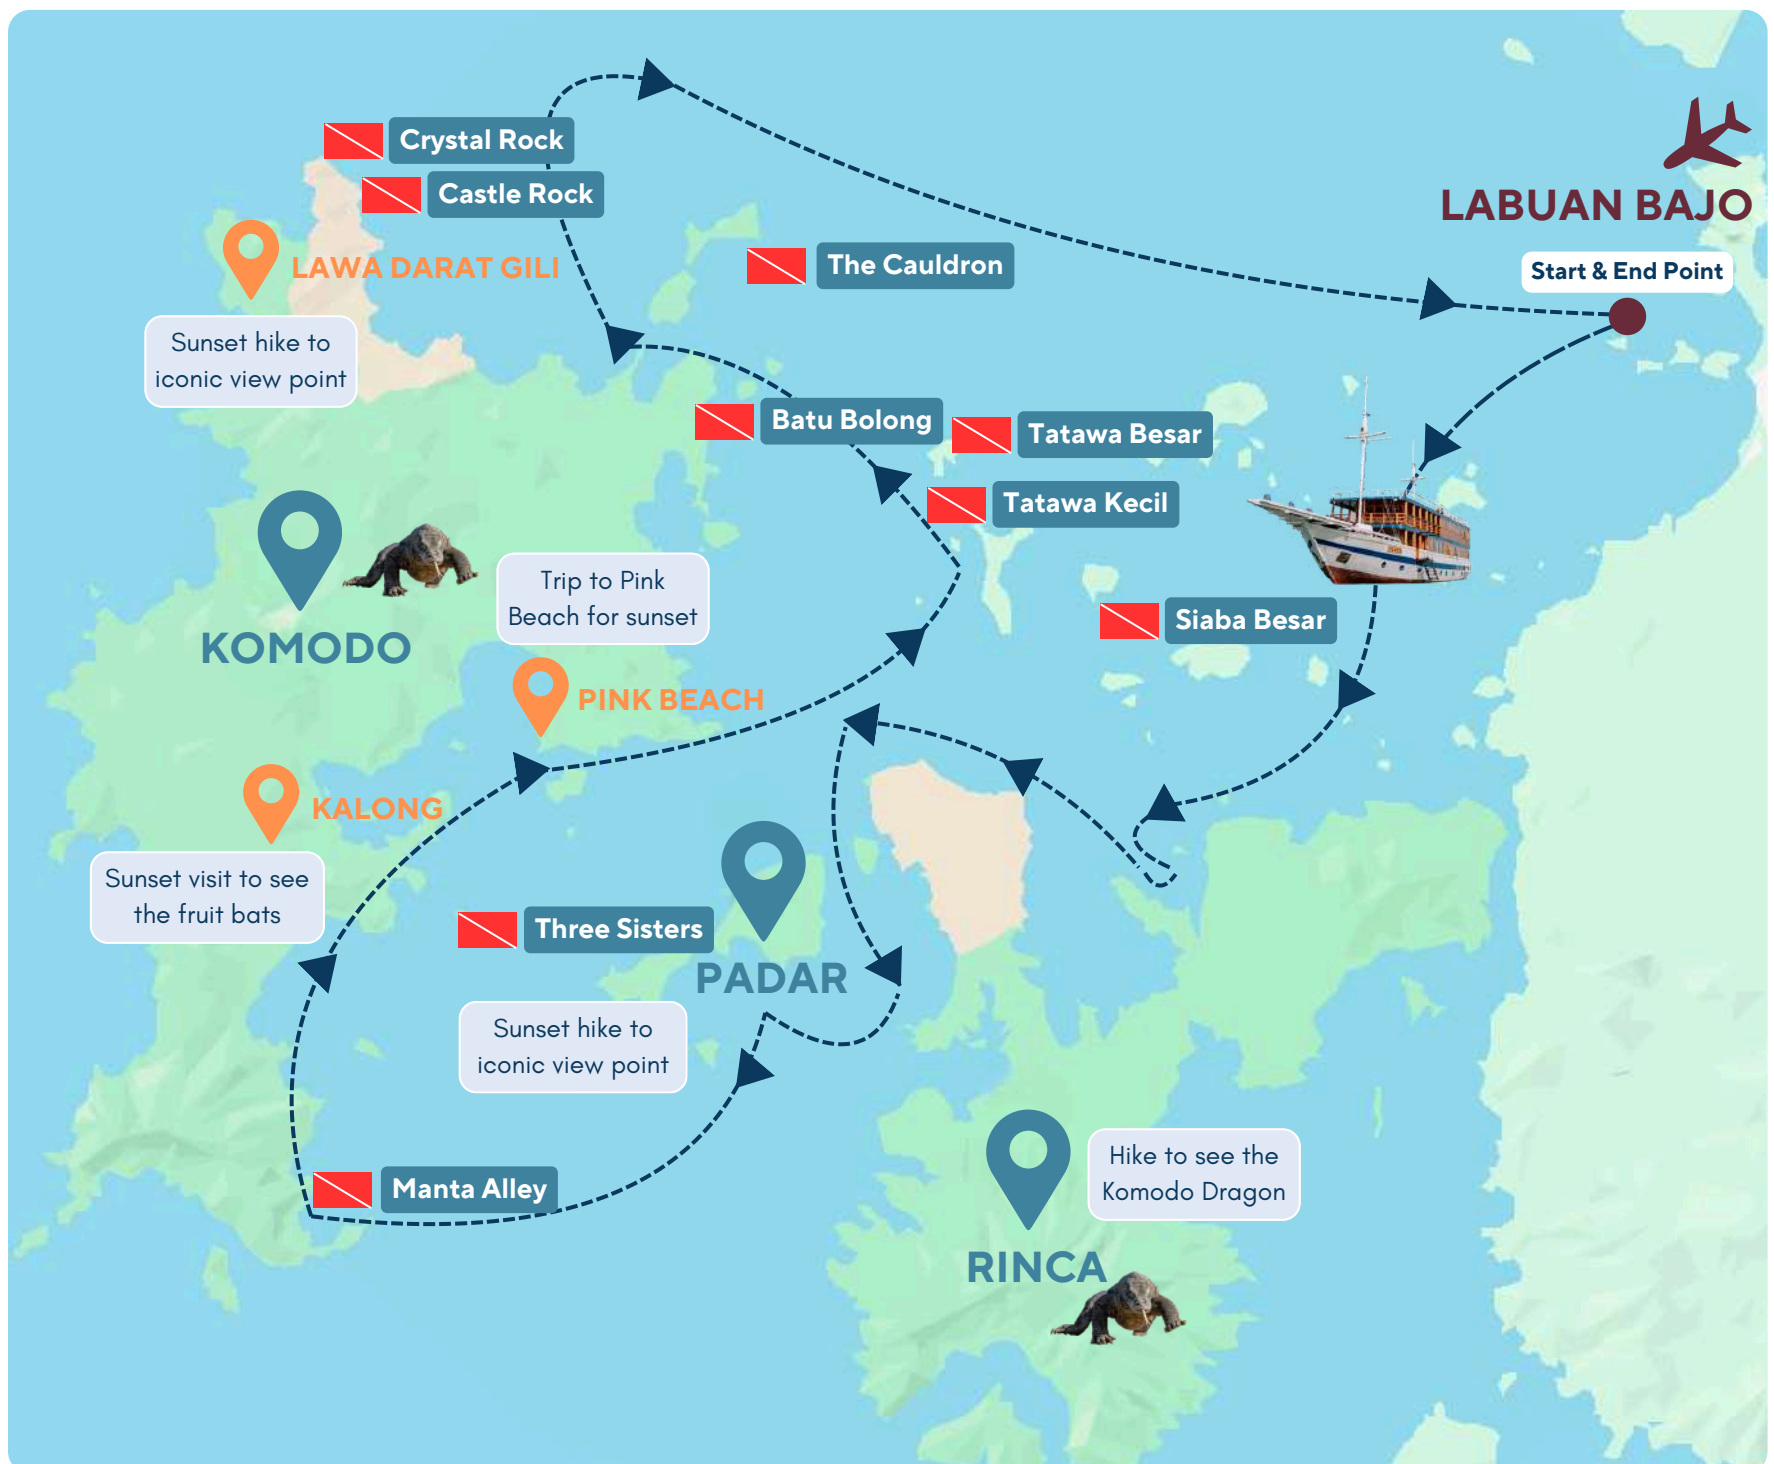 Crystal Rock
Castle Rock
LABUAN BAJO
Start & End Point
LAWA DARAT GILI
The Cauldron
Sunset hike to
iconic view point
Batu Bolong
Tatawa Besar
Tatawa Kecil
KOMODO
Trip to Pink
Beach for sunset
Siaba Besar
PINK BEACH
KALONG
Sunset visit to see
the fruit bats
Three Sisters
PADAR
Sunset hike to
iconic view point
Manta Alley
Hike to see the
Komodo Dragon
RINCA